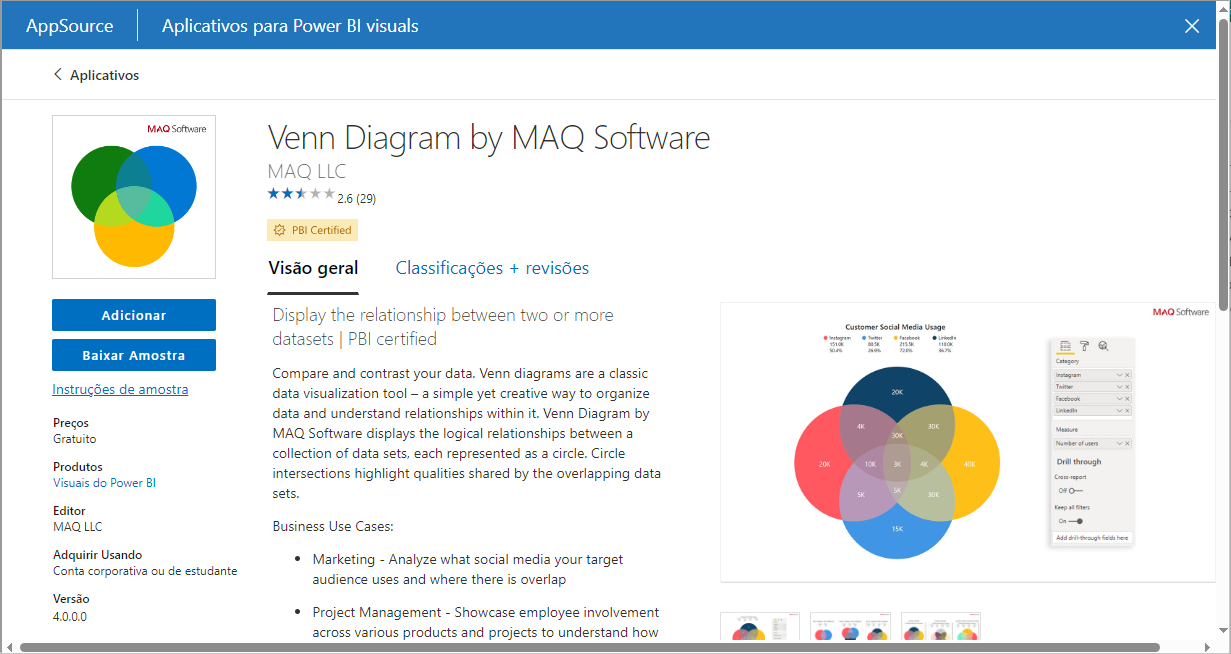 AppSource
Aplicativos para Power BI visuals
Aplicativos
MAQ Software
Venn Diagram by MAQ Software
MAQ LLC
2.6 (29)
PBI Certified
Visão geral
Classificações + revisões
Adicionar
Baixar Amostra
Instruções de amostra
Preços
Gratuito
Produtos
Visuais do Power BI
Editor
MAQ LLC
Adquirir Usando
Conta corporativa ou de estudante
Versão
4.0.0.0
Display the relationship between two or more
datasets | PBI certified
Compare and contrast your data. Venn diagrams are a classic
data visualization tool – a simple yet creative way to organize
data and understand relationships within it. Venn Diagram by
MAQ Software displays the logical relationships between a
collection of data sets, each represented as a circle. Circle
intersections highlight qualities shared by the overlapping data
sets.
Business Use Cases:
Marketing - Analyze what social media your target
audience uses and where there is overlap
Project Management - Showcase employee involvement
across various products and projects to understand how
MAQ Software
Customer Social Media Usage
Instagram Twitter Facebook LinkedIn
151.0K 80.5K 215.5K 110.0K
50.4% 26.9% 72.0% 36.7%
20K
4K
30K
30K
20K
10K
3K
4K
40K
5K
5K
30K
15K
Category
Instagram
Twitter
Facebook
LinkedIn
Measure
Number of users
Drill through
Cross-report
Off
Keep all filters
On
Add drill-through fields here